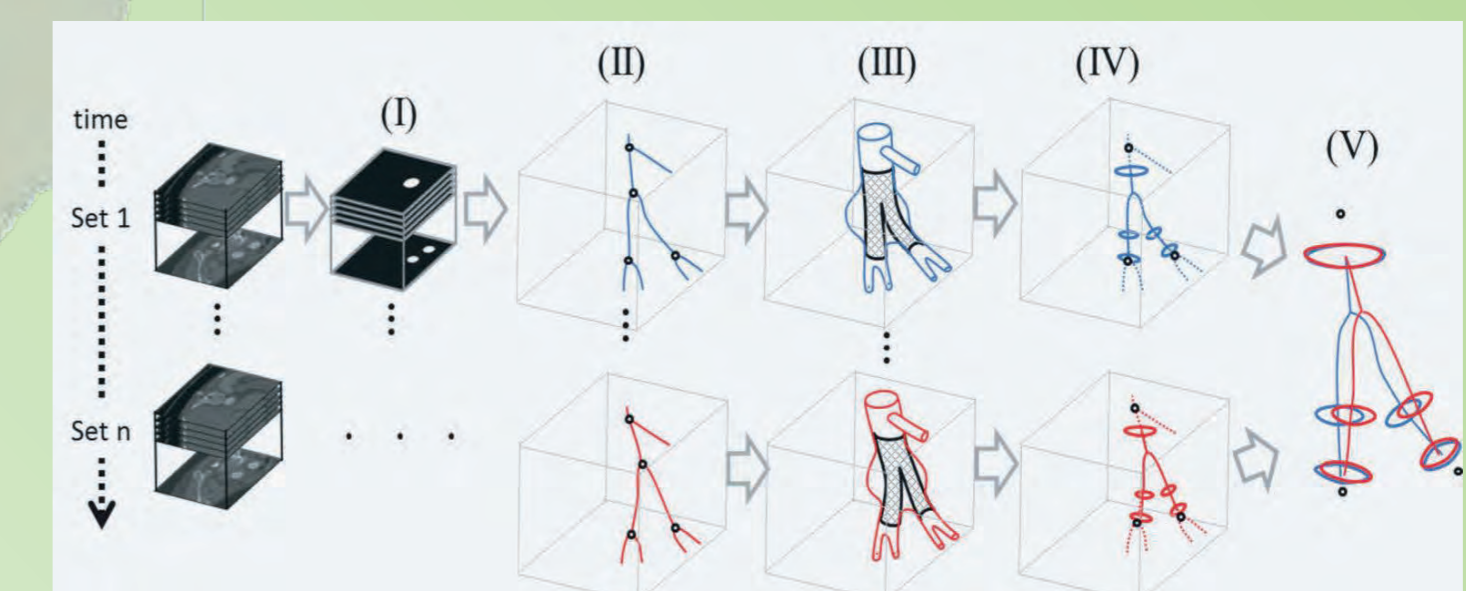 (II)
(III)
(IV)
time
(I)
(V)
Set 1
Set n